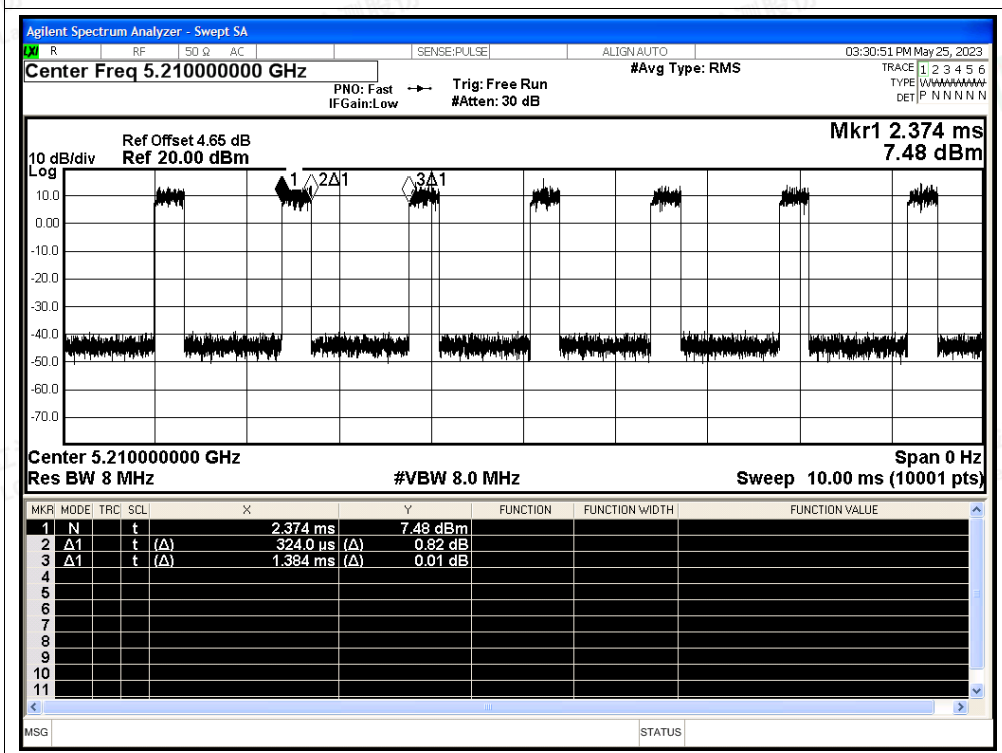 Agilent Spectrum Analyzer - Swept SA
LXI R RF 50 Ω AC SENSE:PULSE ALIGN AUTO 03:30:51 PM May 25, 2023
Center Freq 5.210000000 GHz
PNO: Fast
IFGain:Low
Trig: Free Run
#Atten: 30 dB
#Avg Type: RMS
TRACE 1 2 3 4 5 6
TYPE WWWWWW
DET P N N N N N
Ref Offset 4.65 dB
10 dB/div Ref 20.00 dBm
Log
Mkr1 2.374 ms
7.48 dBm
1 2Δ1 3Δ1
10.0
0.00
-10.0
-20.0
-30.0
-40.0
-50.0
-60.0
-70.0
Center 5.210000000 GHz Span 0 Hz
Res BW 8 MHz #VBW 8.0 MHz Sweep 10.00 ms (10001 pts)
MKR MODE TRC SCL X Y FUNCTION FUNCTION WIDTH FUNCTION VALUE
1 N t 2.374 ms 7.48 dBm
2 Δ1 t (Δ) 324.0 µs (Δ) 0.82 dB
3 Δ1 t (Δ) 1.384 ms (Δ) 0.01 dB
4
5
6
7
8
9
10
11
MSG STATUS